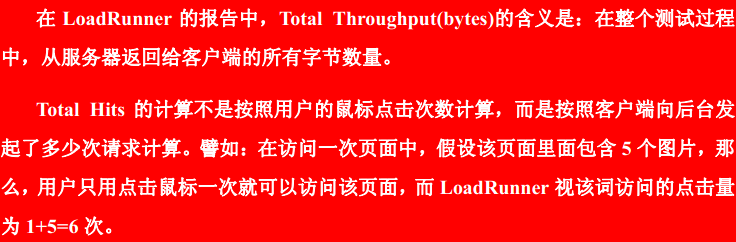 在 LoadRunner 的报告中，Total Throughput(bytes)的含义是：在整个测试过程
中，从服务器返回给客户端的所有字节数量。
Total Hits 的计算不是按照用户的鼠标点击次数计算，而是按照客户端向后台发
起了多少次请求计算。譬如：在访问一次页面中，假设该页面里面包含 5 个图片，那
么，用户只用点击鼠标一次就可以访问该页面，而 LoadRunner 视该词访问的点击量
为 1+5=6 次。